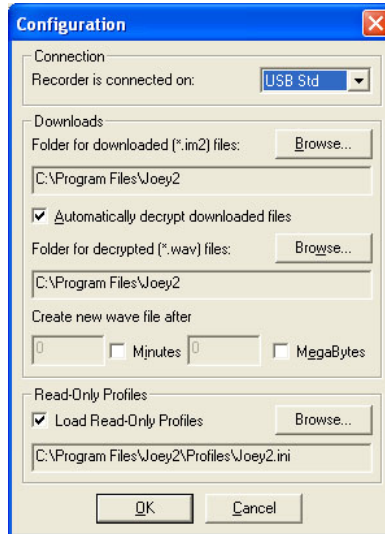 Configuration
Connection
Recorder is connected on: USB Std
Downloads
Folder for downloaded (*.im2) files: Browse...
C:\Program Files\Joey2
Automatically decrypt downloaded files
Folder for decrypted (*.wav) files: Browse...
C:\Program Files\Joey2
Create new wave file after
0 Minutes 0 MegaBytes
Read-Only Profiles
Load Read-Only Profiles Browse...
C:\Program Files\Joey2\Profiles\Joey2.ini
OK Cancel